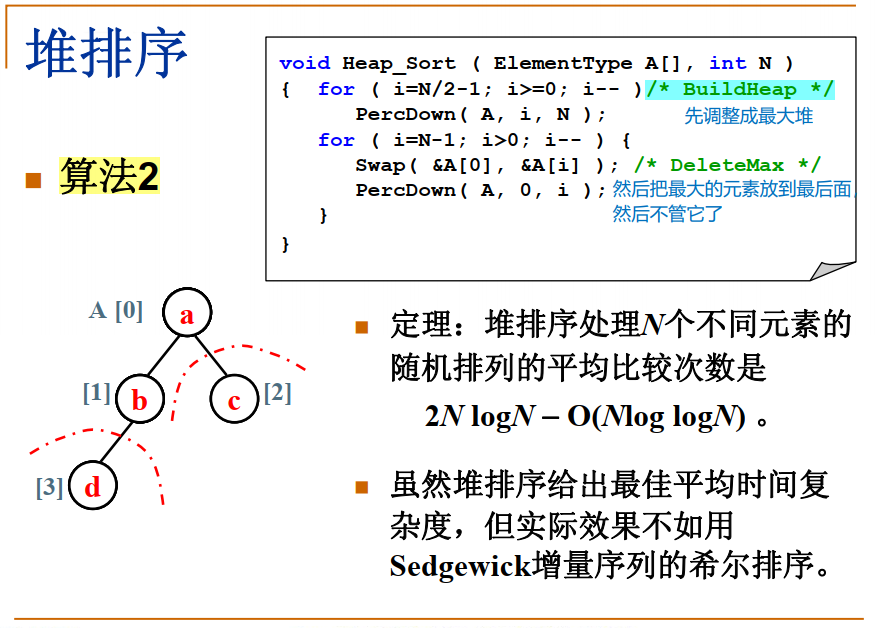 堆排序
void Heap_Sort ( ElementType A[], int N )
{ for ( i=N/2-1; i>=0; i-- )/* BuildHeap */
PercDown( A, i, N ); 先调整成最大堆
for ( i=N-1; i>0; i-- ) {
Swap( &A[0], &A[i] ); /* DeleteMax */
PercDown( A, 0, i ); 然后把最大的元素放到最后面,
然后不管它了
}
}
算法2
A [0] a
[1] b c [2]
[3] d
定理：堆排序处理N个不同元素的
随机排列的平均比较次数是
2N logN – O(Nlog logN) 。
虽然堆排序给出最佳平均时间复
杂度，但实际效果不如用
Sedgewick增量序列的希尔排序。